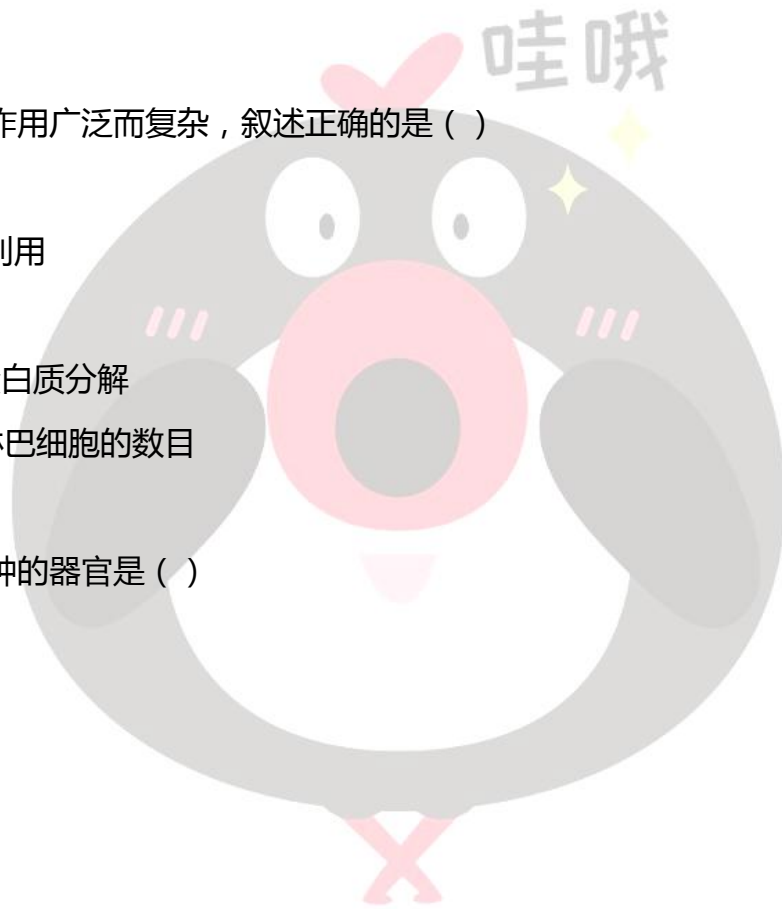 哇哦
作用广泛而复杂，叙述正确的是（ ）
利用
白质分解
巴细胞的数目
的器官是（ ）